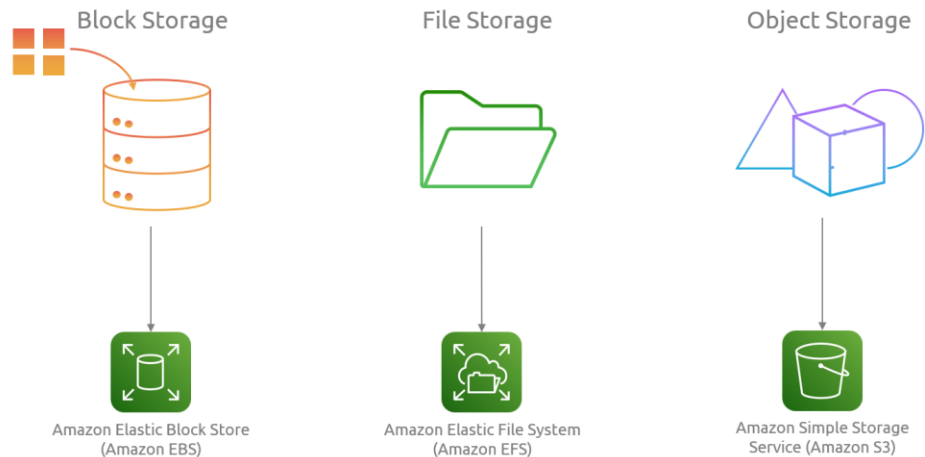 Block Storage
File Storage
Object Storage
Amazon Elastic Block Store
(Amazon EBS)
Amazon Elastic File System
(Amazon EFS)
Amazon Simple Storage
Service (Amazon S3)